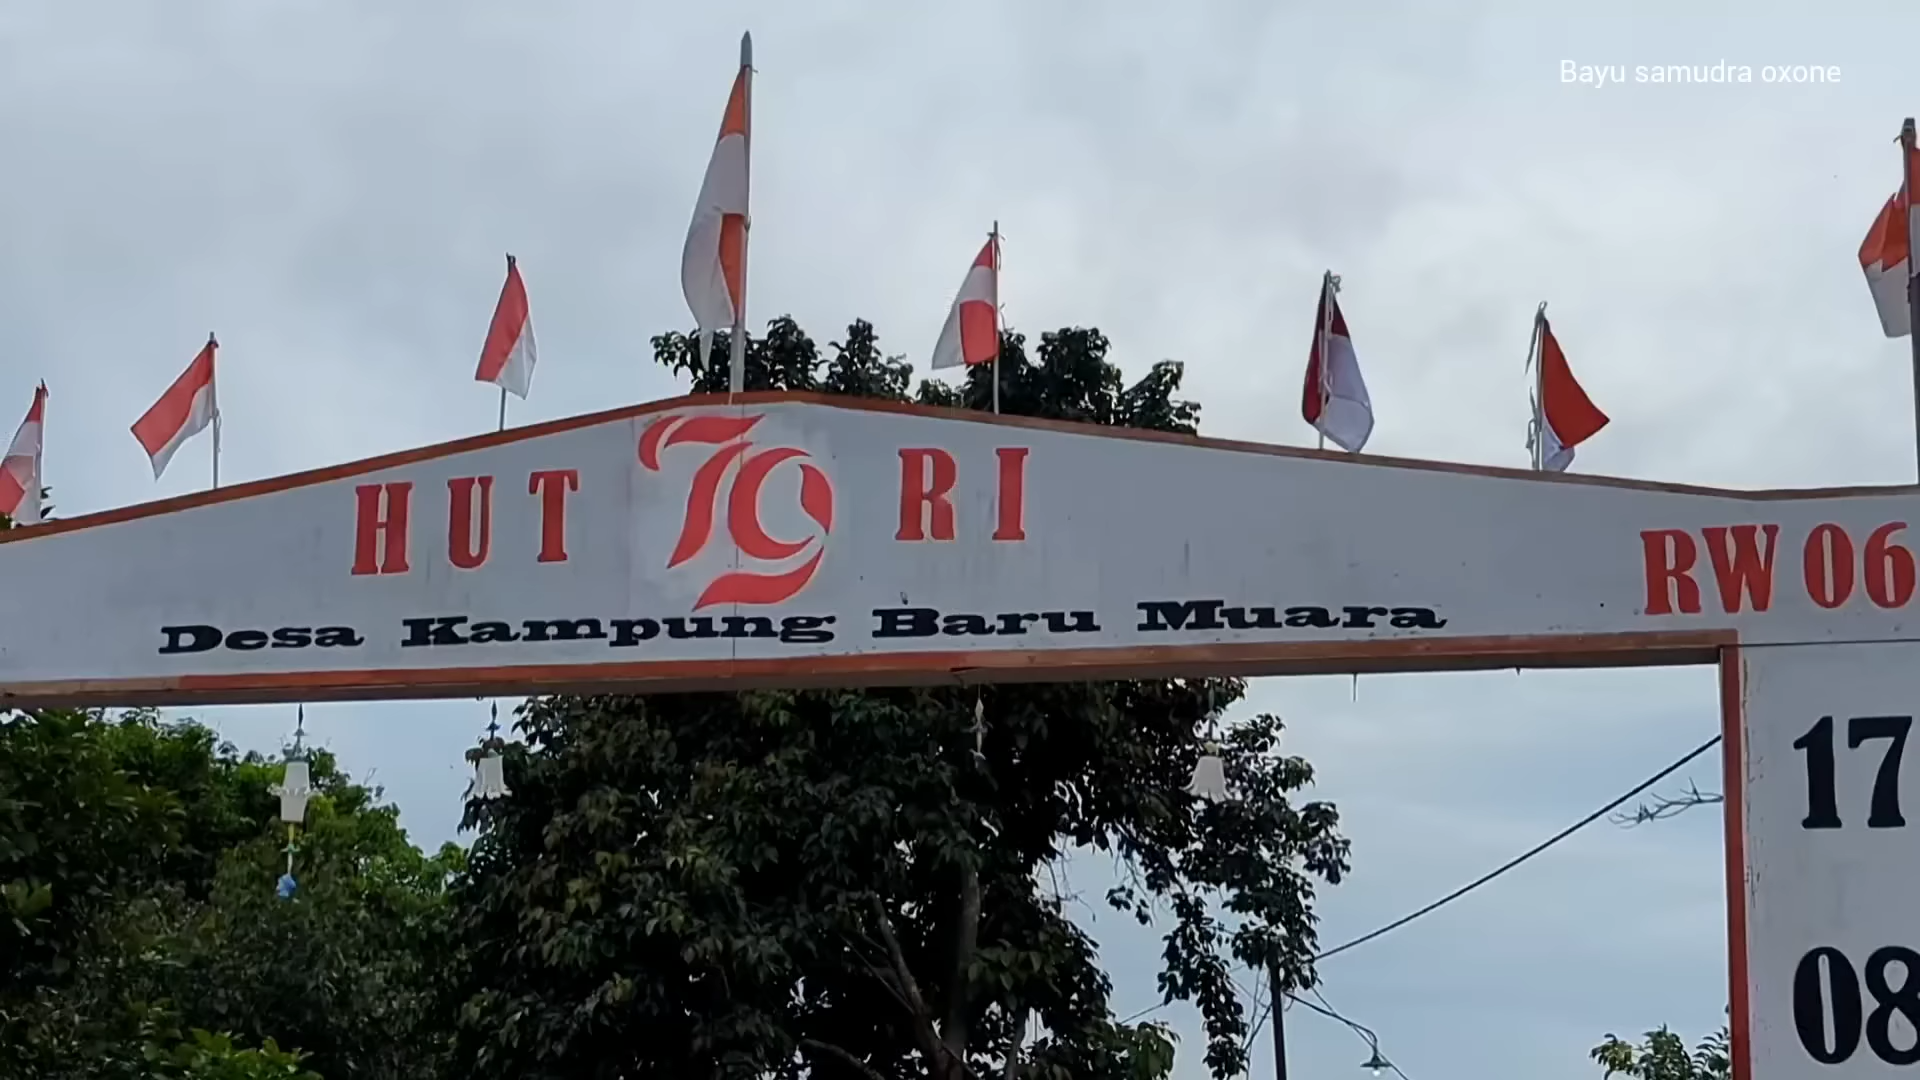 Bayu samudra oxone
HUT 79 RI
RW 06
Desa Kampung Baru Muara
17
08